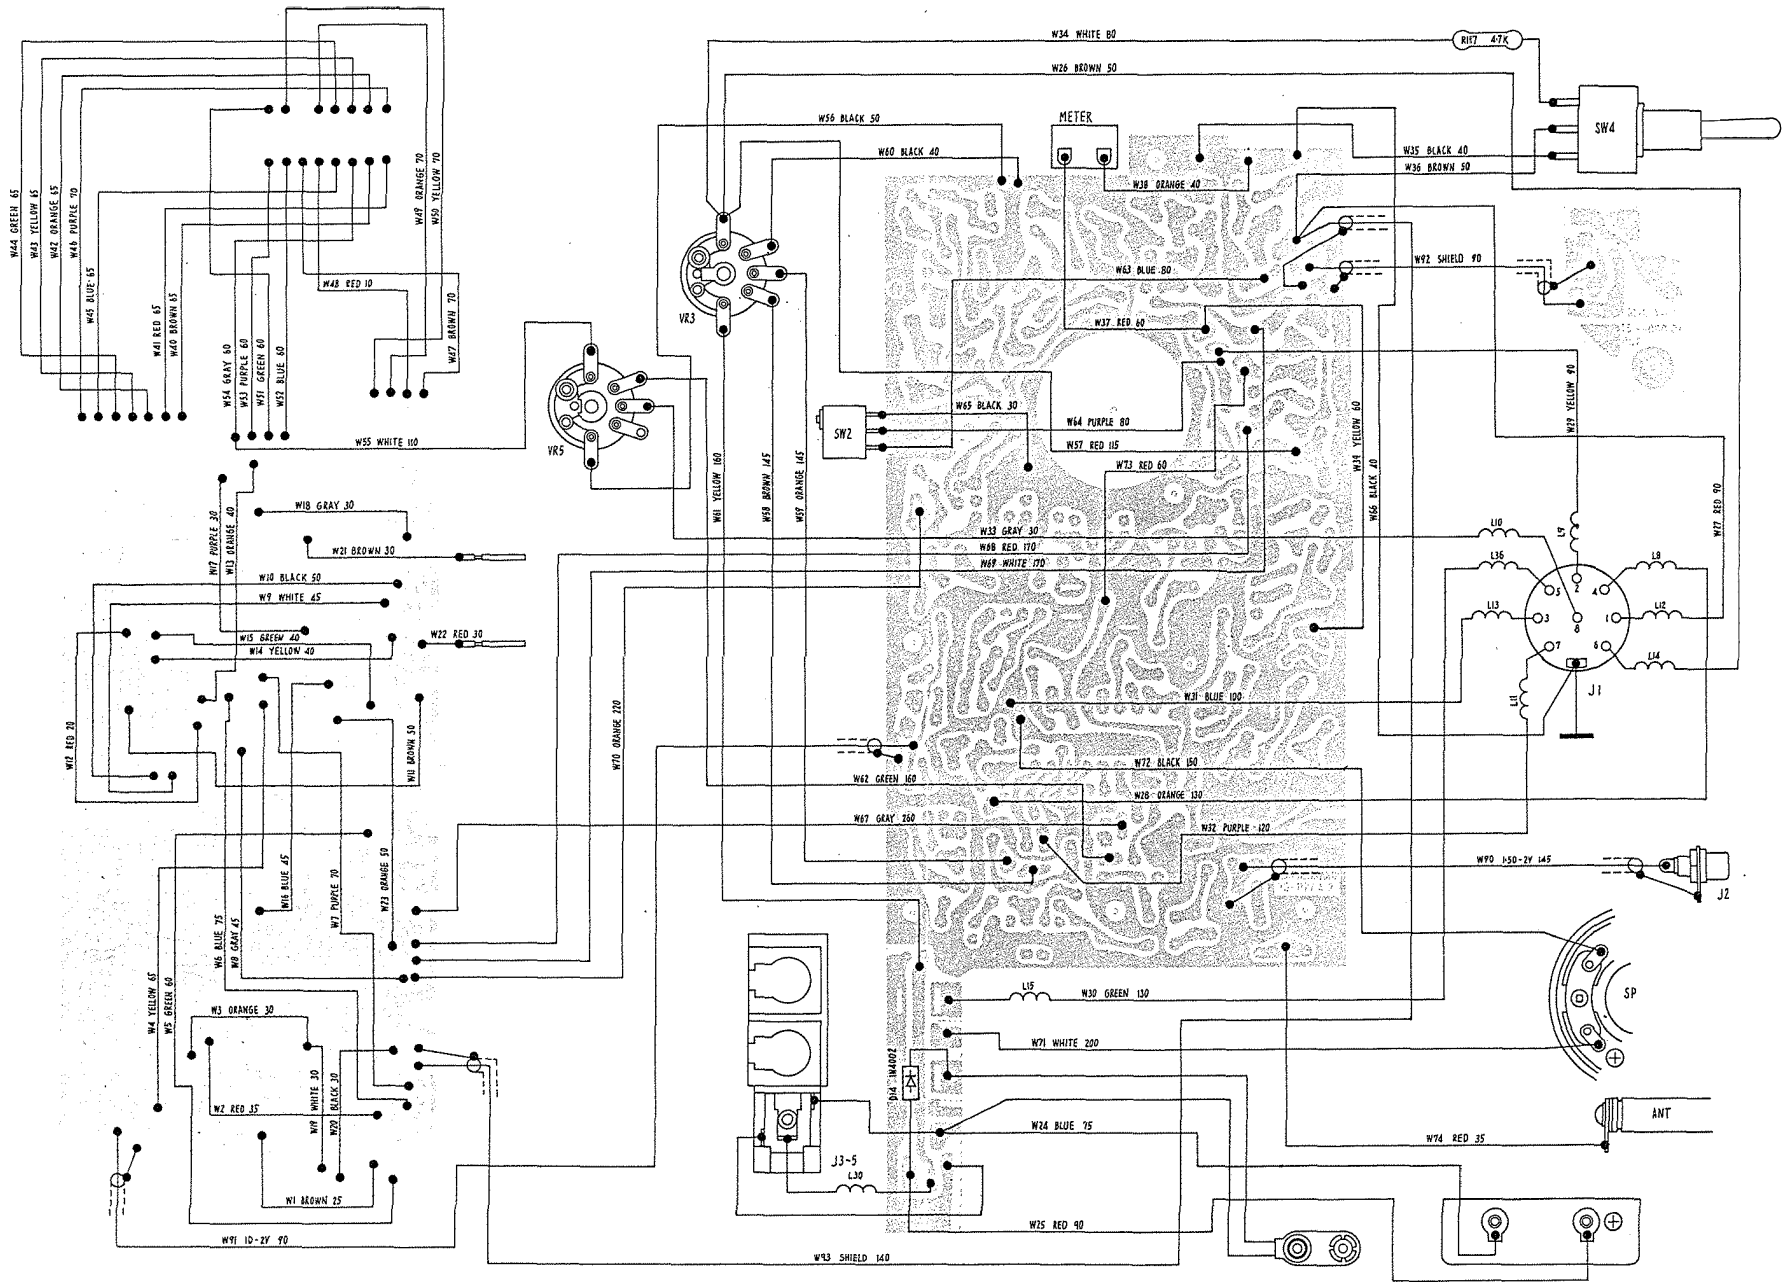 W34 WHITE 80
R117 4.7K
W26 BROWN 50
SW4
METER
W56 BLACK 50
W60 BLACK 40
W35 BLACK 40
W36 BROWN 50
W38 ORANGE 40
W44 GREEN 65
W43 YELLOW 65
W42 ORANGE 65
W46 PURPLE 70
W45 BLUE 65
W41 RED 65
W40 BROWN 65
W49 ORANGE 70
W50 YELLOW 70
W48 RED 10
W47 BROWN 70
W54 GRAY 60
W53 PURPLE 60
W51 GREEN 60
W52 BLUE 60
W63 BLUE 80
W92 SHIELD 90
VR3
W37 RED 60
W55 WHITE 110
VR5
SW2
W65 BLACK 30
W64 PURPLE 80
W57 RED 115
W73 RED 60
W39 YELLOW 60
W66 BLACK 40
W29 YELLOW 90
W27 RED 90
W61 YELLOW 160
W58 BROWN 145
W59 ORANGE 145
W17 PURPLE 30
W13 ORANGE 40
W18 GRAY 30
W21 BROWN 30
W33 GRAY 30
W68 RED 170
W69 WHITE 170
L10
L9
L36
L8
L13
L12
L14
L11
5
2
4
3
8
1
7
6
J1
W10 BLACK 50
W9 WHITE 45
W15 GREEN 40
W14 YELLOW 40
W22 RED 30
W12 RED 20
W11 BROWN 50
W70 ORANGE 220
W31 BLUE 100
W72 BLACK 150
W62 GREEN 160
W28 ORANGE 130
W67 GRAY 260
W32 PURPLE 120
W90 1.5D-2V 145
J2
W16 BLUE 45
W7 PURPLE 70
W23 ORANGE 50
W6 BLUE 75
W8 GRAY 45
W4 YELLOW 65
W5 GREEN 60
W3 ORANGE 30
W2 RED 35
W19 WHITE 30
W20 BLACK 30
W1 BROWN 25
L15
W30 GREEN 130
SP
W71 WHITE 200
D14 1N4002
W24 BLUE 75
ANT
W74 RED 35
J3-5
L30
W25 RED 90
W91 1D-2V 90
W93 SHIELD 140